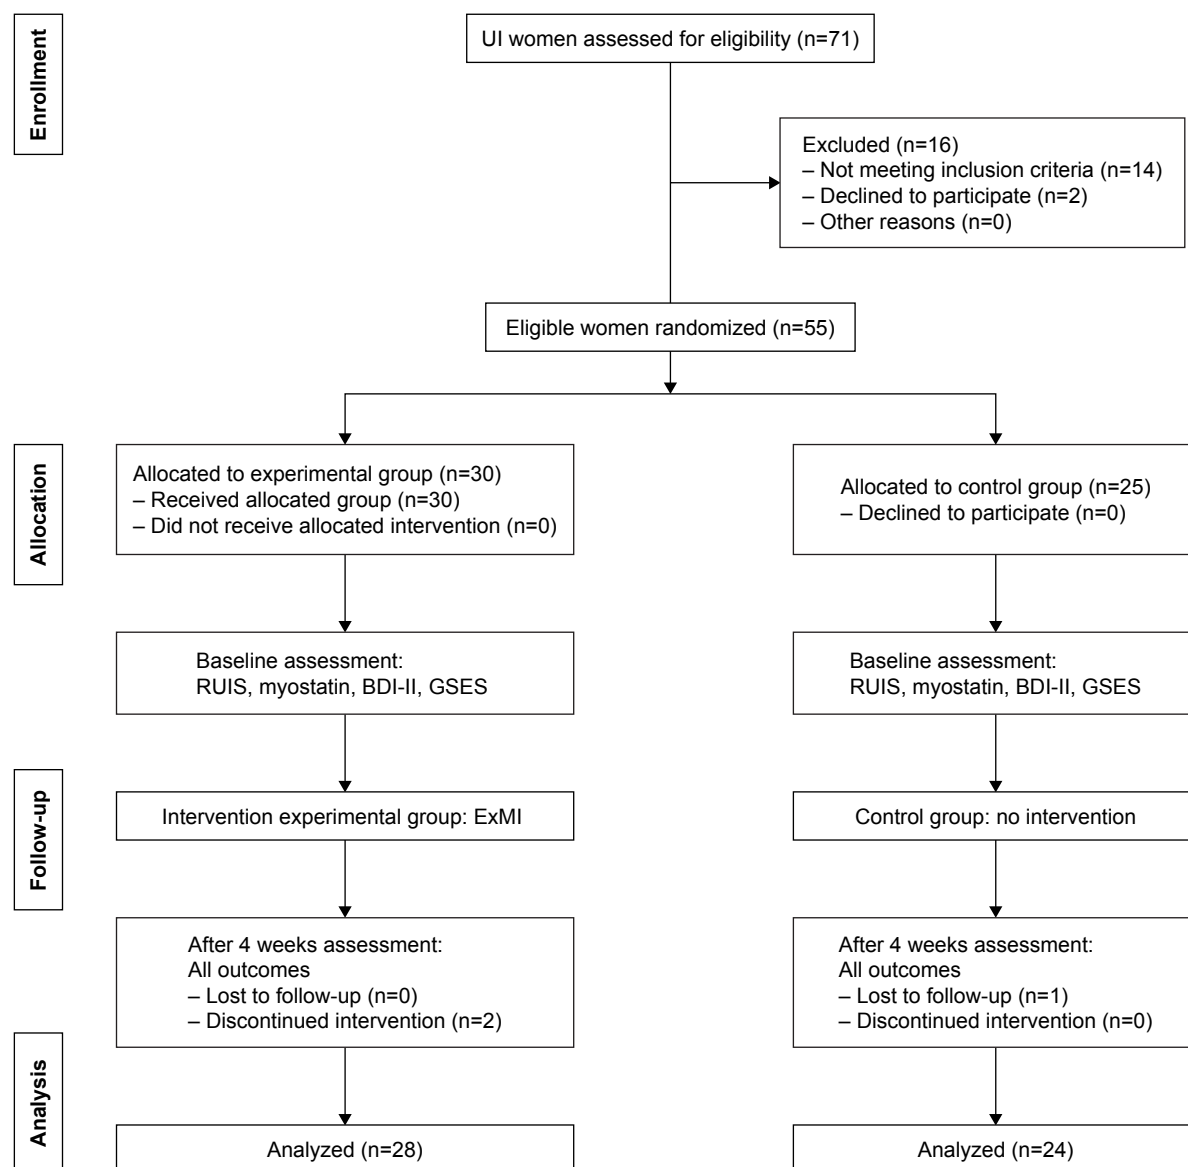 Enrollment
UI women assessed for eligibility (n=71)
Excluded (n=16)
– Not meeting inclusion criteria (n=14)
– Declined to participate (n=2)
– Other reasons (n=0)
Eligible women randomized (n=55)
Allocation
Allocated to experimental group (n=30)
– Received allocated group (n=30)
– Did not receive allocated intervention (n=0)
Allocated to control group (n=25)
– Declined to participate (n=0)
Baseline assessment:
RUIS, myostatin, BDI-II, GSES
Baseline assessment:
RUIS, myostatin, BDI-II, GSES
Follow-up
Intervention experimental group: ExMI
Control group: no intervention
After 4 weeks assessment:
All outcomes
– Lost to follow-up (n=0)
– Discontinued intervention (n=2)
After 4 weeks assessment:
All outcomes
– Lost to follow-up (n=1)
– Discontinued intervention (n=0)
Analysis
Analyzed (n=28)
Analyzed (n=24)